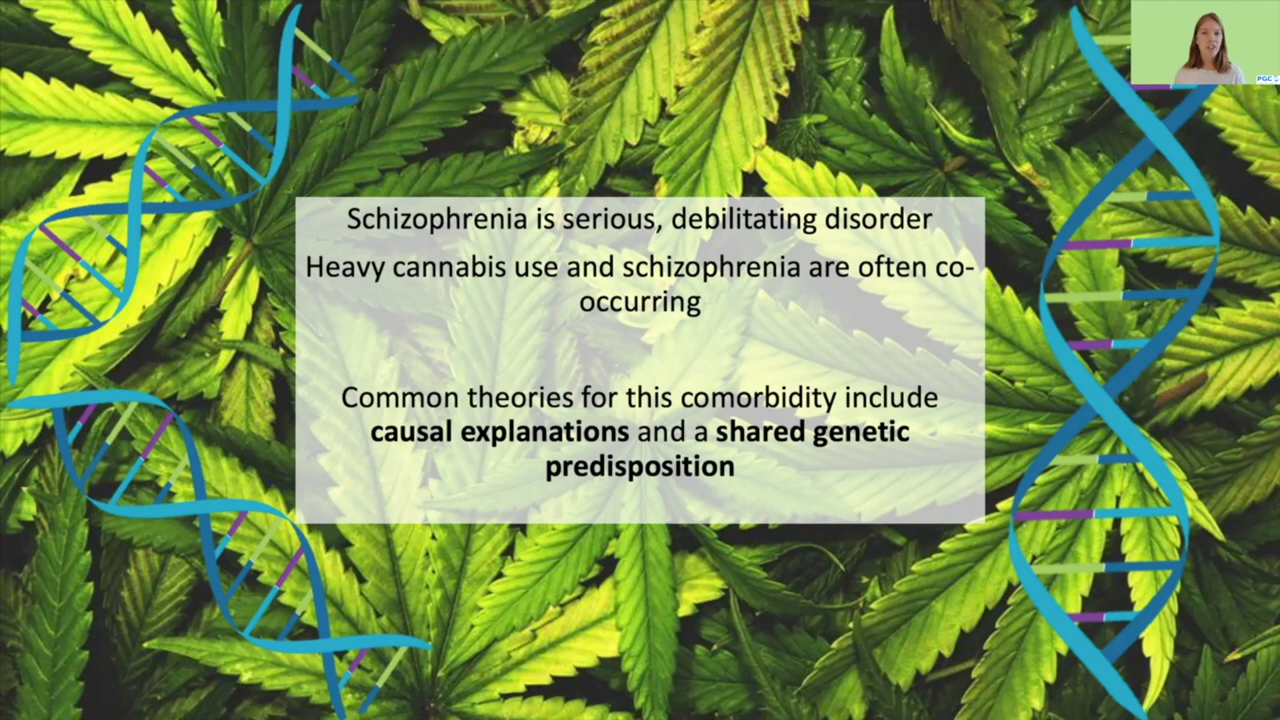 Schizophrenia is serious, debilitating disorder
Heavy cannabis use and schizophrenia are often co-
occurring
Common theories for this comorbidity include
causal explanations and a shared genetic
predisposition
PGC